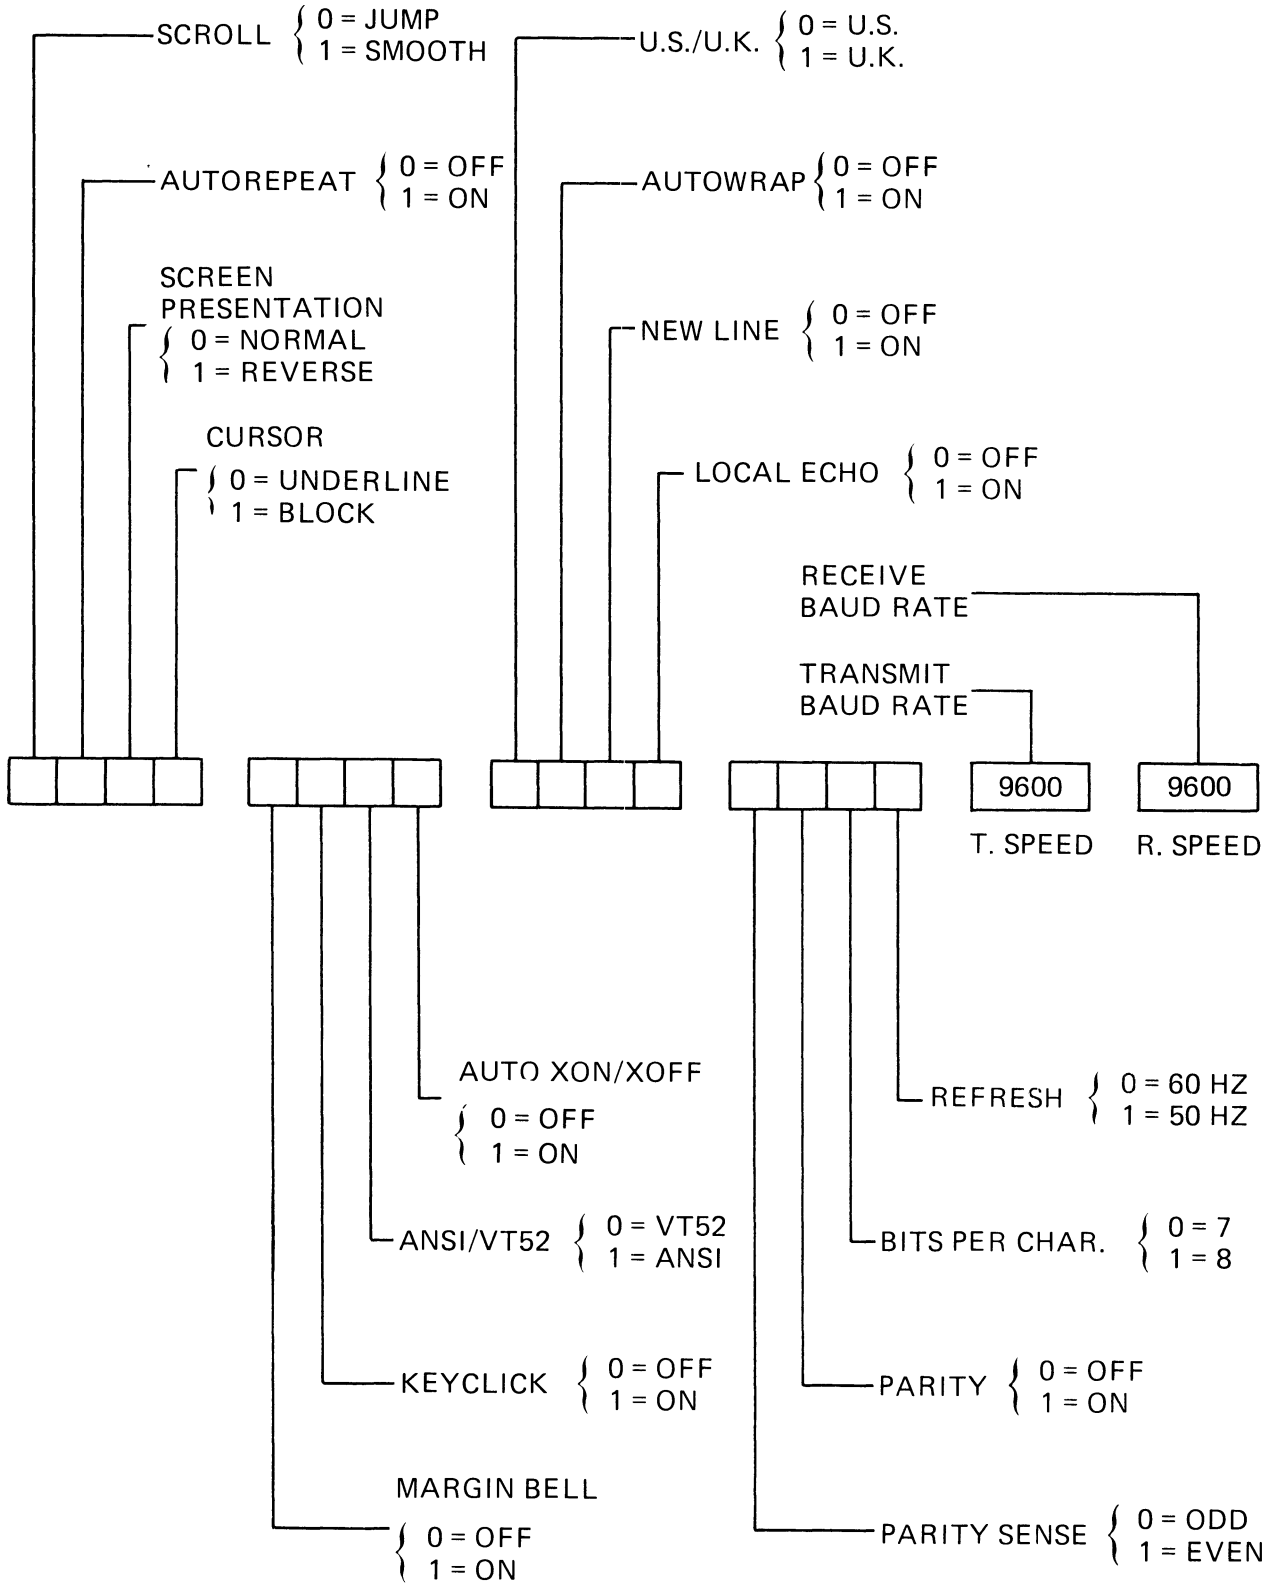 SCROLL
0 = JUMP
1 = SMOOTH
U.S./U.K.
0 = U.S.
1 = U.K.
AUTOREPEAT
0 = OFF
1 = ON
AUTOWRAP
0 = OFF
1 = ON
SCREEN
PRESENTATION
0 = NORMAL
1 = REVERSE
NEW LINE
0 = OFF
1 = ON
CURSOR
0 = UNDERLINE
1 = BLOCK
LOCAL ECHO
0 = OFF
1 = ON
RECEIVE
BAUD RATE
TRANSMIT
BAUD RATE
9600
9600
T. SPEED
R. SPEED
AUTO XON/XOFF
0 = OFF
1 = ON
REFRESH
0 = 60 HZ
1 = 50 HZ
ANSI/VT52
0 = VT52
1 = ANSI
BITS PER CHAR.
0 = 7
1 = 8
KEYCLICK
0 = OFF
1 = ON
PARITY
0 = OFF
1 = ON
MARGIN BELL
0 = OFF
1 = ON
PARITY SENSE
0 = ODD
1 = EVEN